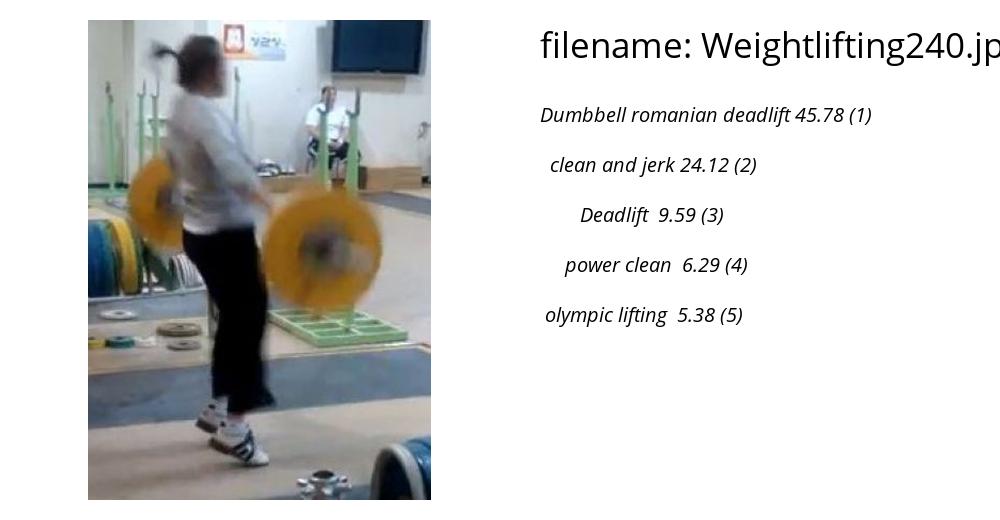 filename: Weightlifting240.jp
Dumbbell romanian deadlift 45.78 (1)
clean and jerk 24.12 (2)
Deadlift 9.59 (3)
power clean 6.29 (4)
olympic lifting 5.38 (5)